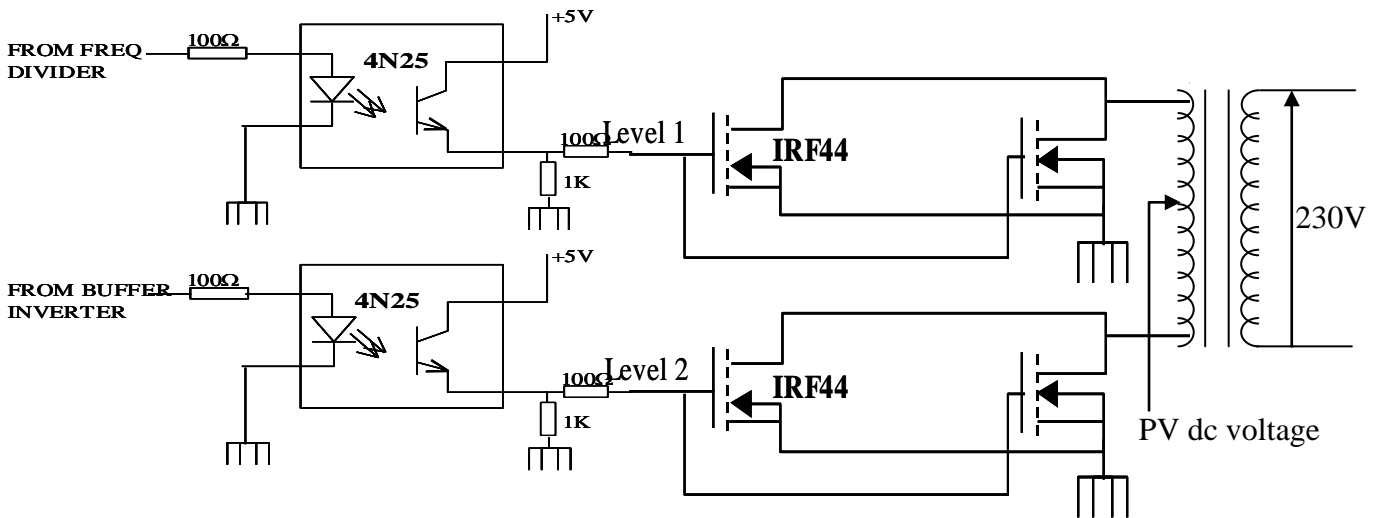 +5V
100Ω
FROM FREQ
DIVIDER
4N25
100Ω
Level 1
IRF44
1K
230V
+5V
100Ω
FROM BUFFER
INVERTER
4N25
100Ω
Level 2
IRF44
1K
PV dc voltage